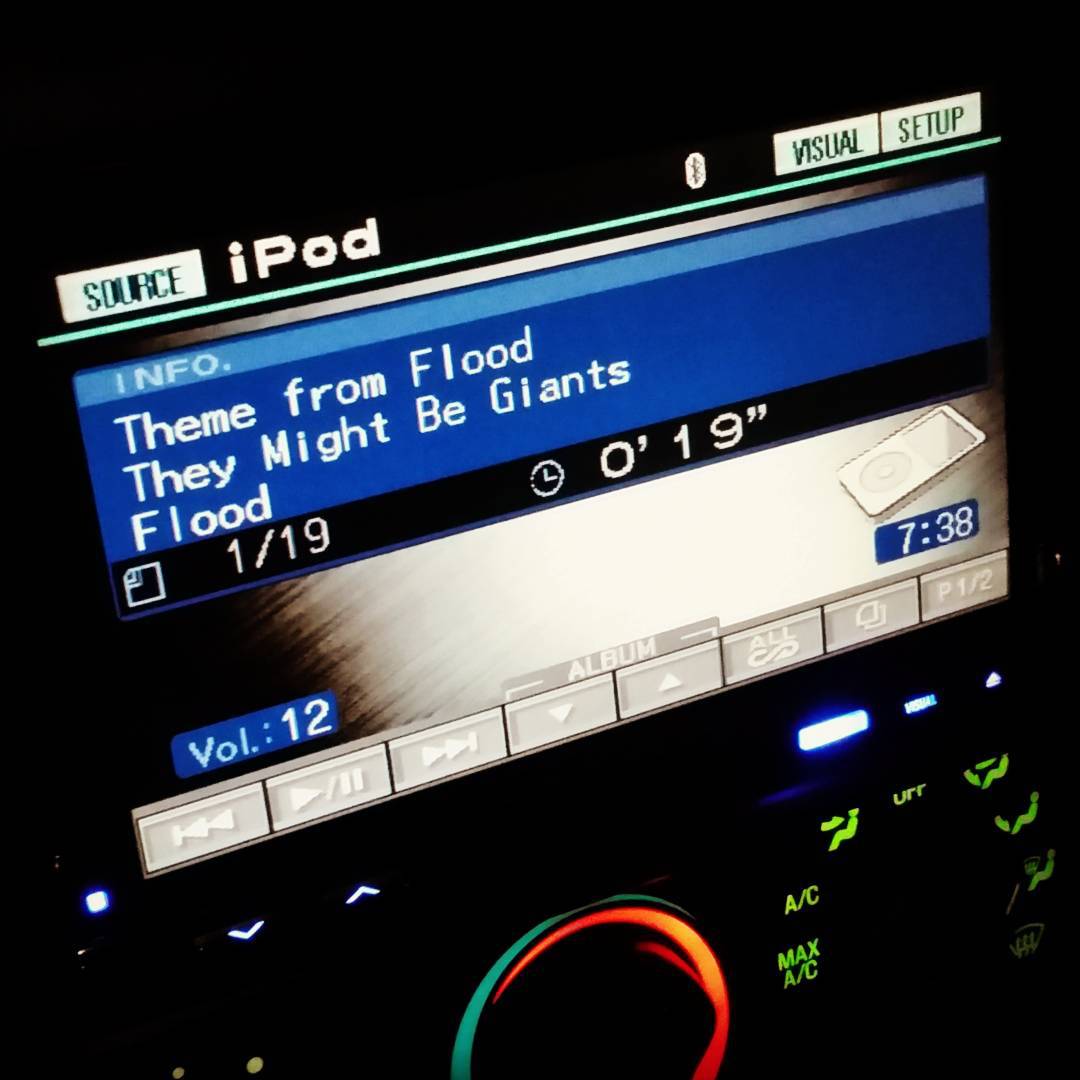 VISUAL SETUP
SOURCE iPod
INFO.
Theme from Flood
They Might Be Giants
Flood
1/19 0'19"
7:38
Vol.:12
ALBUM
ALL
P1/2
VISUAL
OFF
A/C
MAX
A/C